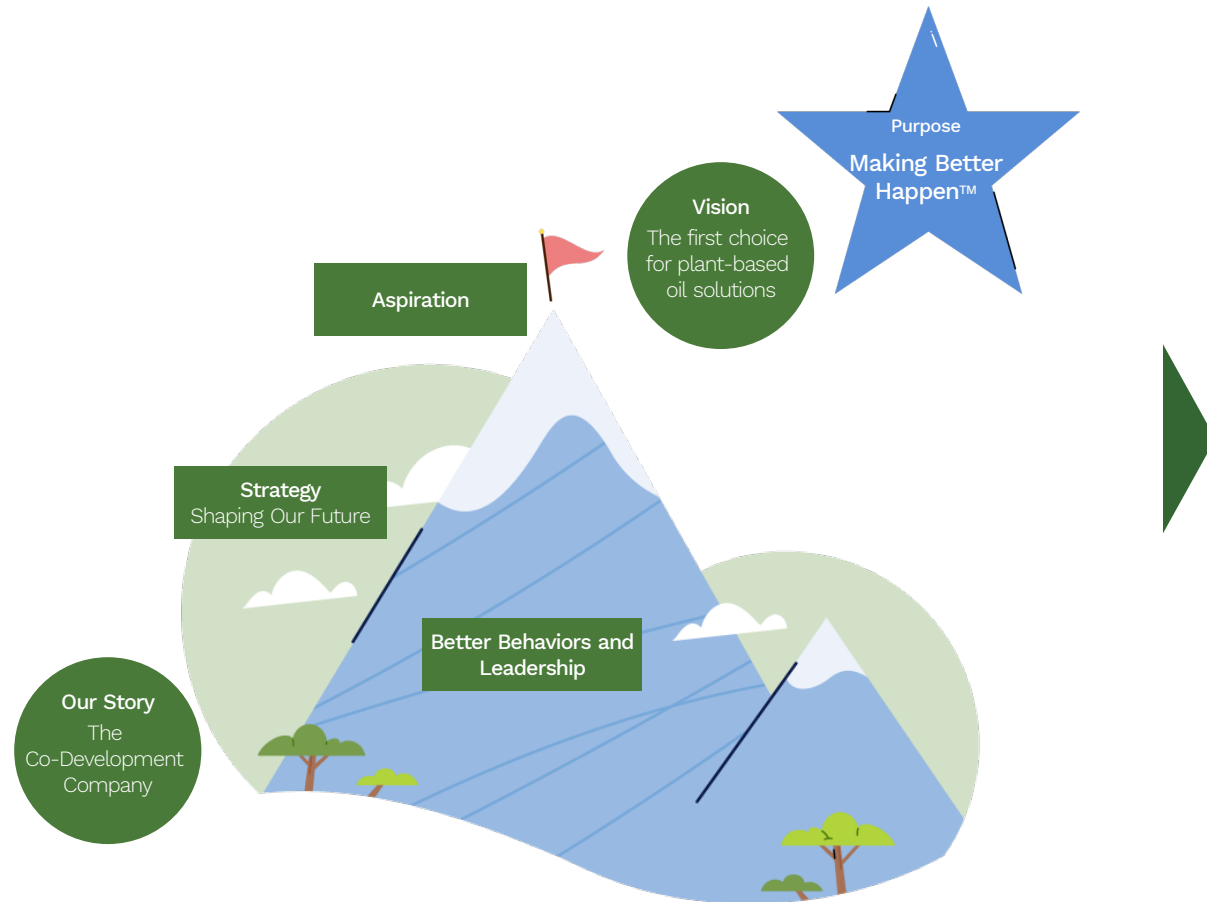 Purpose
Making Better
Happen™
Vision
The first choice
for plant-based
oil solutions
Aspiration
Strategy
Shaping Our Future
Better Behaviors and
Leadership
Our Story
The
Co-Development
Company